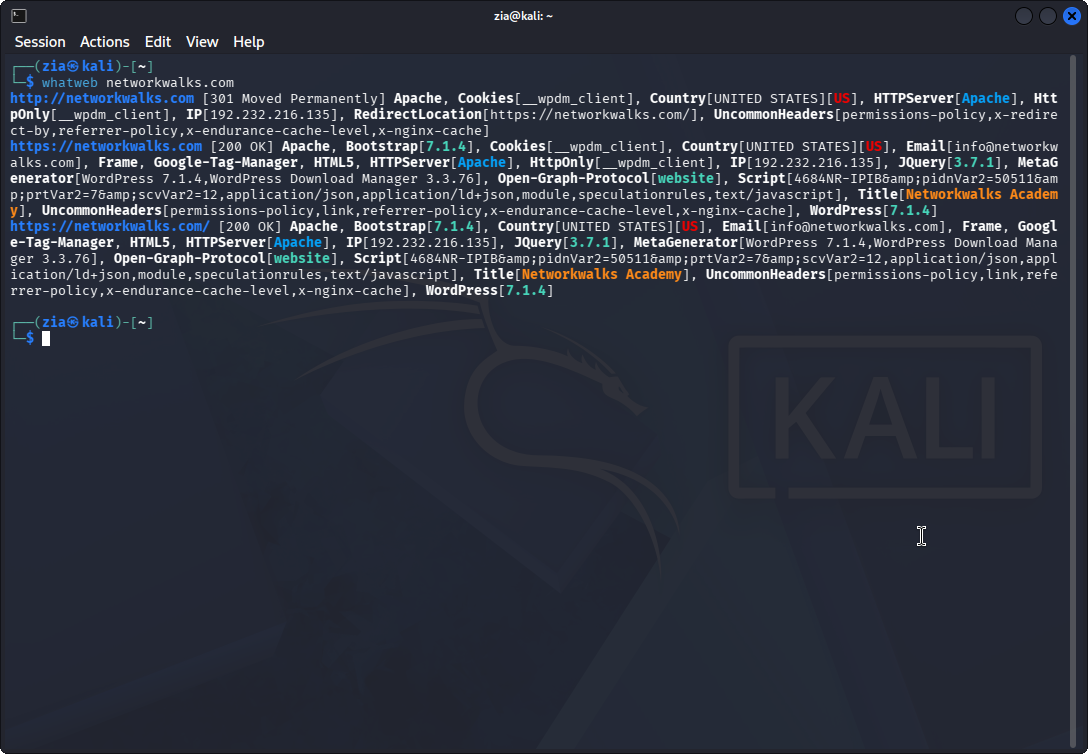 zia@kali: ~
Session Actions Edit View Help
┌──(zia㉿kali)-[~]
└─$ whatweb networkwalks.com
http://networkwalks.com [301 Moved Permanently] Apache, Cookies[__wpdm_client], Country[UNITED STATES][US], HTTPServer[Apache], Htt
pOnly[__wpdm_client], IP[192.232.216.135], RedirectLocation[https://networkwalks.com/], UncommonHeaders[permissions-policy,x-redire
ct-by,referrer-policy,x-endurance-cache-level,x-nginx-cache]
https://networkwalks.com [200 OK] Apache, Bootstrap[7.1.4], Cookies[__wpdm_client], Country[UNITED STATES][US], Email[info@networkw
alks.com], Frame, Google-Tag-Manager, HTML5, HTTPServer[Apache], HttpOnly[__wpdm_client], IP[192.232.216.135], JQuery[3.7.1], MetaG
enerator[WordPress 7.1.4,WordPress Download Manager 3.3.76], Open-Graph-Protocol[website], Script[4684NR-IPIB&amp;pidnVar2=50511&am
p;prtVar2=7&amp;scvVar2=12,application/json,application/ld+json,module,speculationrules,text/javascript], Title[Networkwalks Academ
y], UncommonHeaders[permissions-policy,link,referrer-policy,x-endurance-cache-level,x-nginx-cache], WordPress[7.1.4]
https://networkwalks.com/ [200 OK] Apache, Bootstrap[7.1.4], Country[UNITED STATES][US], Email[info@networkwalks.com], Frame, Googl
e-Tag-Manager, HTML5, HTTPServer[Apache], IP[192.232.216.135], JQuery[3.7.1], MetaGenerator[WordPress 7.1.4,WordPress Download Mana
ger 3.3.76], Open-Graph-Protocol[website], Script[4684NR-IPIB&amp;pidnVar2=50511&amp;prtVar2=7&amp;scvVar2=12,application/json,appl
ication/ld+json,module,speculationrules,text/javascript], Title[Networkwalks Academy], UncommonHeaders[permissions-policy,link,refe
rrer-policy,x-endurance-cache-level,x-nginx-cache], WordPress[7.1.4]
┌──(zia㉿kali)-[~]
└─$
KALI